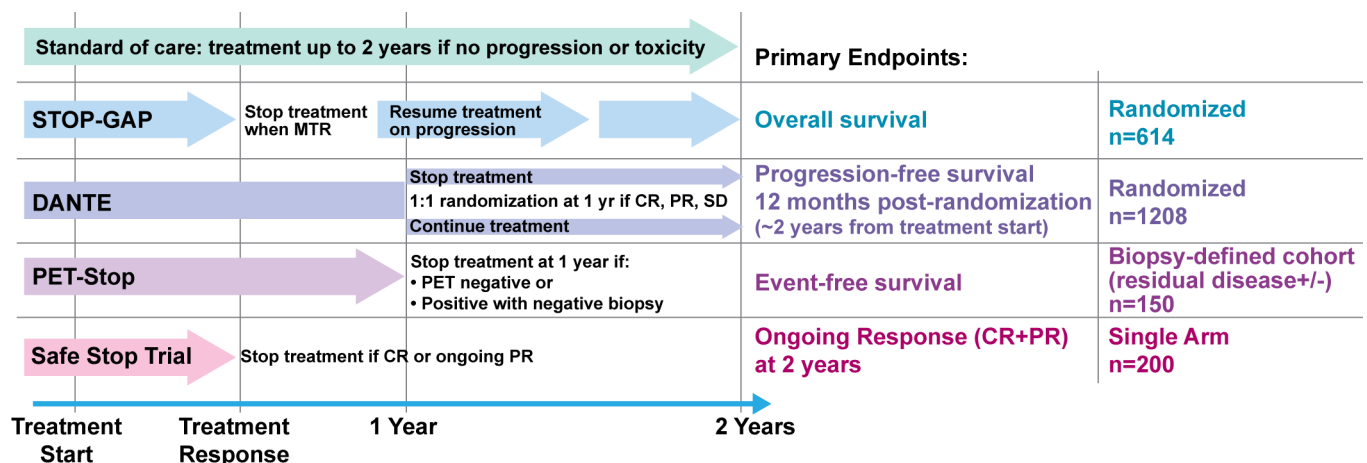 Standard of care: treatment up to 2 years if no progression or toxicity
Primary Endpoints:
STOP-GAP
Stop treatment
when MTR
Resume treatment
on progression
Overall survival
Randomized
n=614
DANTE
Stop treatment
1:1 randomization at 1 yr if CR, PR, SD
Continue treatment
Progression-free survival
12 months post-randomization
(~2 years from treatment start)
Randomized
n=1208
PET-Stop
Stop treatment at 1 year if:
• PET negative or
• Positive with negative biopsy
Event-free survival
Biopsy-defined cohort
(residual disease+/-)
n=150
Safe Stop Trial
Stop treatment if CR or ongoing PR
Ongoing Response (CR+PR)
at 2 years
Single Arm
n=200
Treatment
Start
Treatment
Response
1 Year
2 Years